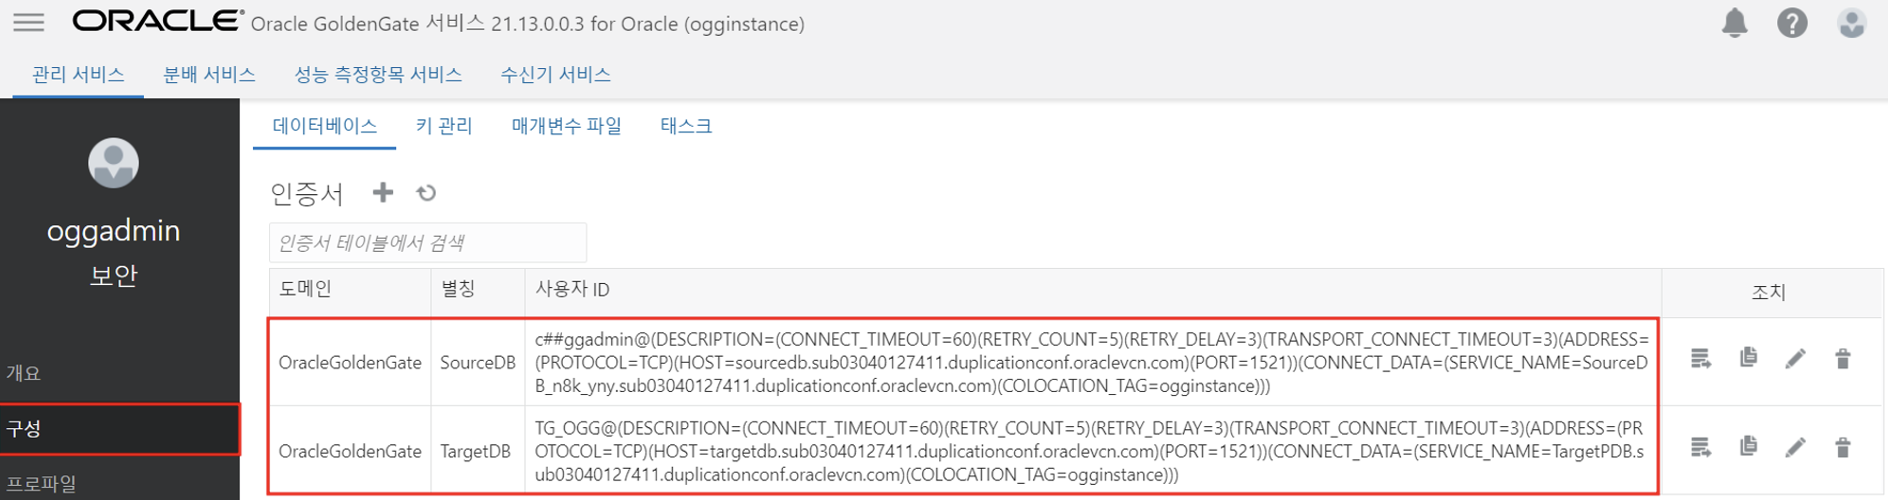 ORACLE® Oracle GoldenGate 서비스 21.13.0.0.3 for Oracle (ogginstance)
관리 서비스 분배 서비스 성능 측정항목 서비스 수신기 서비스
데이터베이스 키 관리 매개변수 파일 태스크
oggadmin
보안
개요
구성
프로파일
인증서
인증서 테이블에서 검색
도메인 별칭 사용자 ID 조치
OracleGoldenGate SourceDB
c##ggadmin@(DESCRIPTION=(CONNECT_TIMEOUT=60)(RETRY_COUNT=5)(RETRY_DELAY=3)(TRANSPORT_CONNECT_TIMEOUT=3)(ADDRESS=
(PROTOCOL=TCP)(HOST=sourcedb.sub03040127411.duplicationconf.oraclevcn.com)(PORT=1521))(CONNECT_DATA=(SERVICE_NAME=SourceD
B_n8k_yny.sub03040127411.duplicationconf.oraclevcn.com)(COLOCATION_TAG=ogginstance)))
OracleGoldenGate TargetDB
TG_OGG@(DESCRIPTION=(CONNECT_TIMEOUT=60)(RETRY_COUNT=5)(RETRY_DELAY=3)(TRANSPORT_CONNECT_TIMEOUT=3)(ADDRESS=(PR
OTOCOL=TCP)(HOST=targetdb.sub03040127411.duplicationconf.oraclevcn.com)(PORT=1521))(CONNECT_DATA=(SERVICE_NAME=TargetPDB.s
ub03040127411.duplicationconf.oraclevcn.com)(COLOCATION_TAG=ogginstance)))